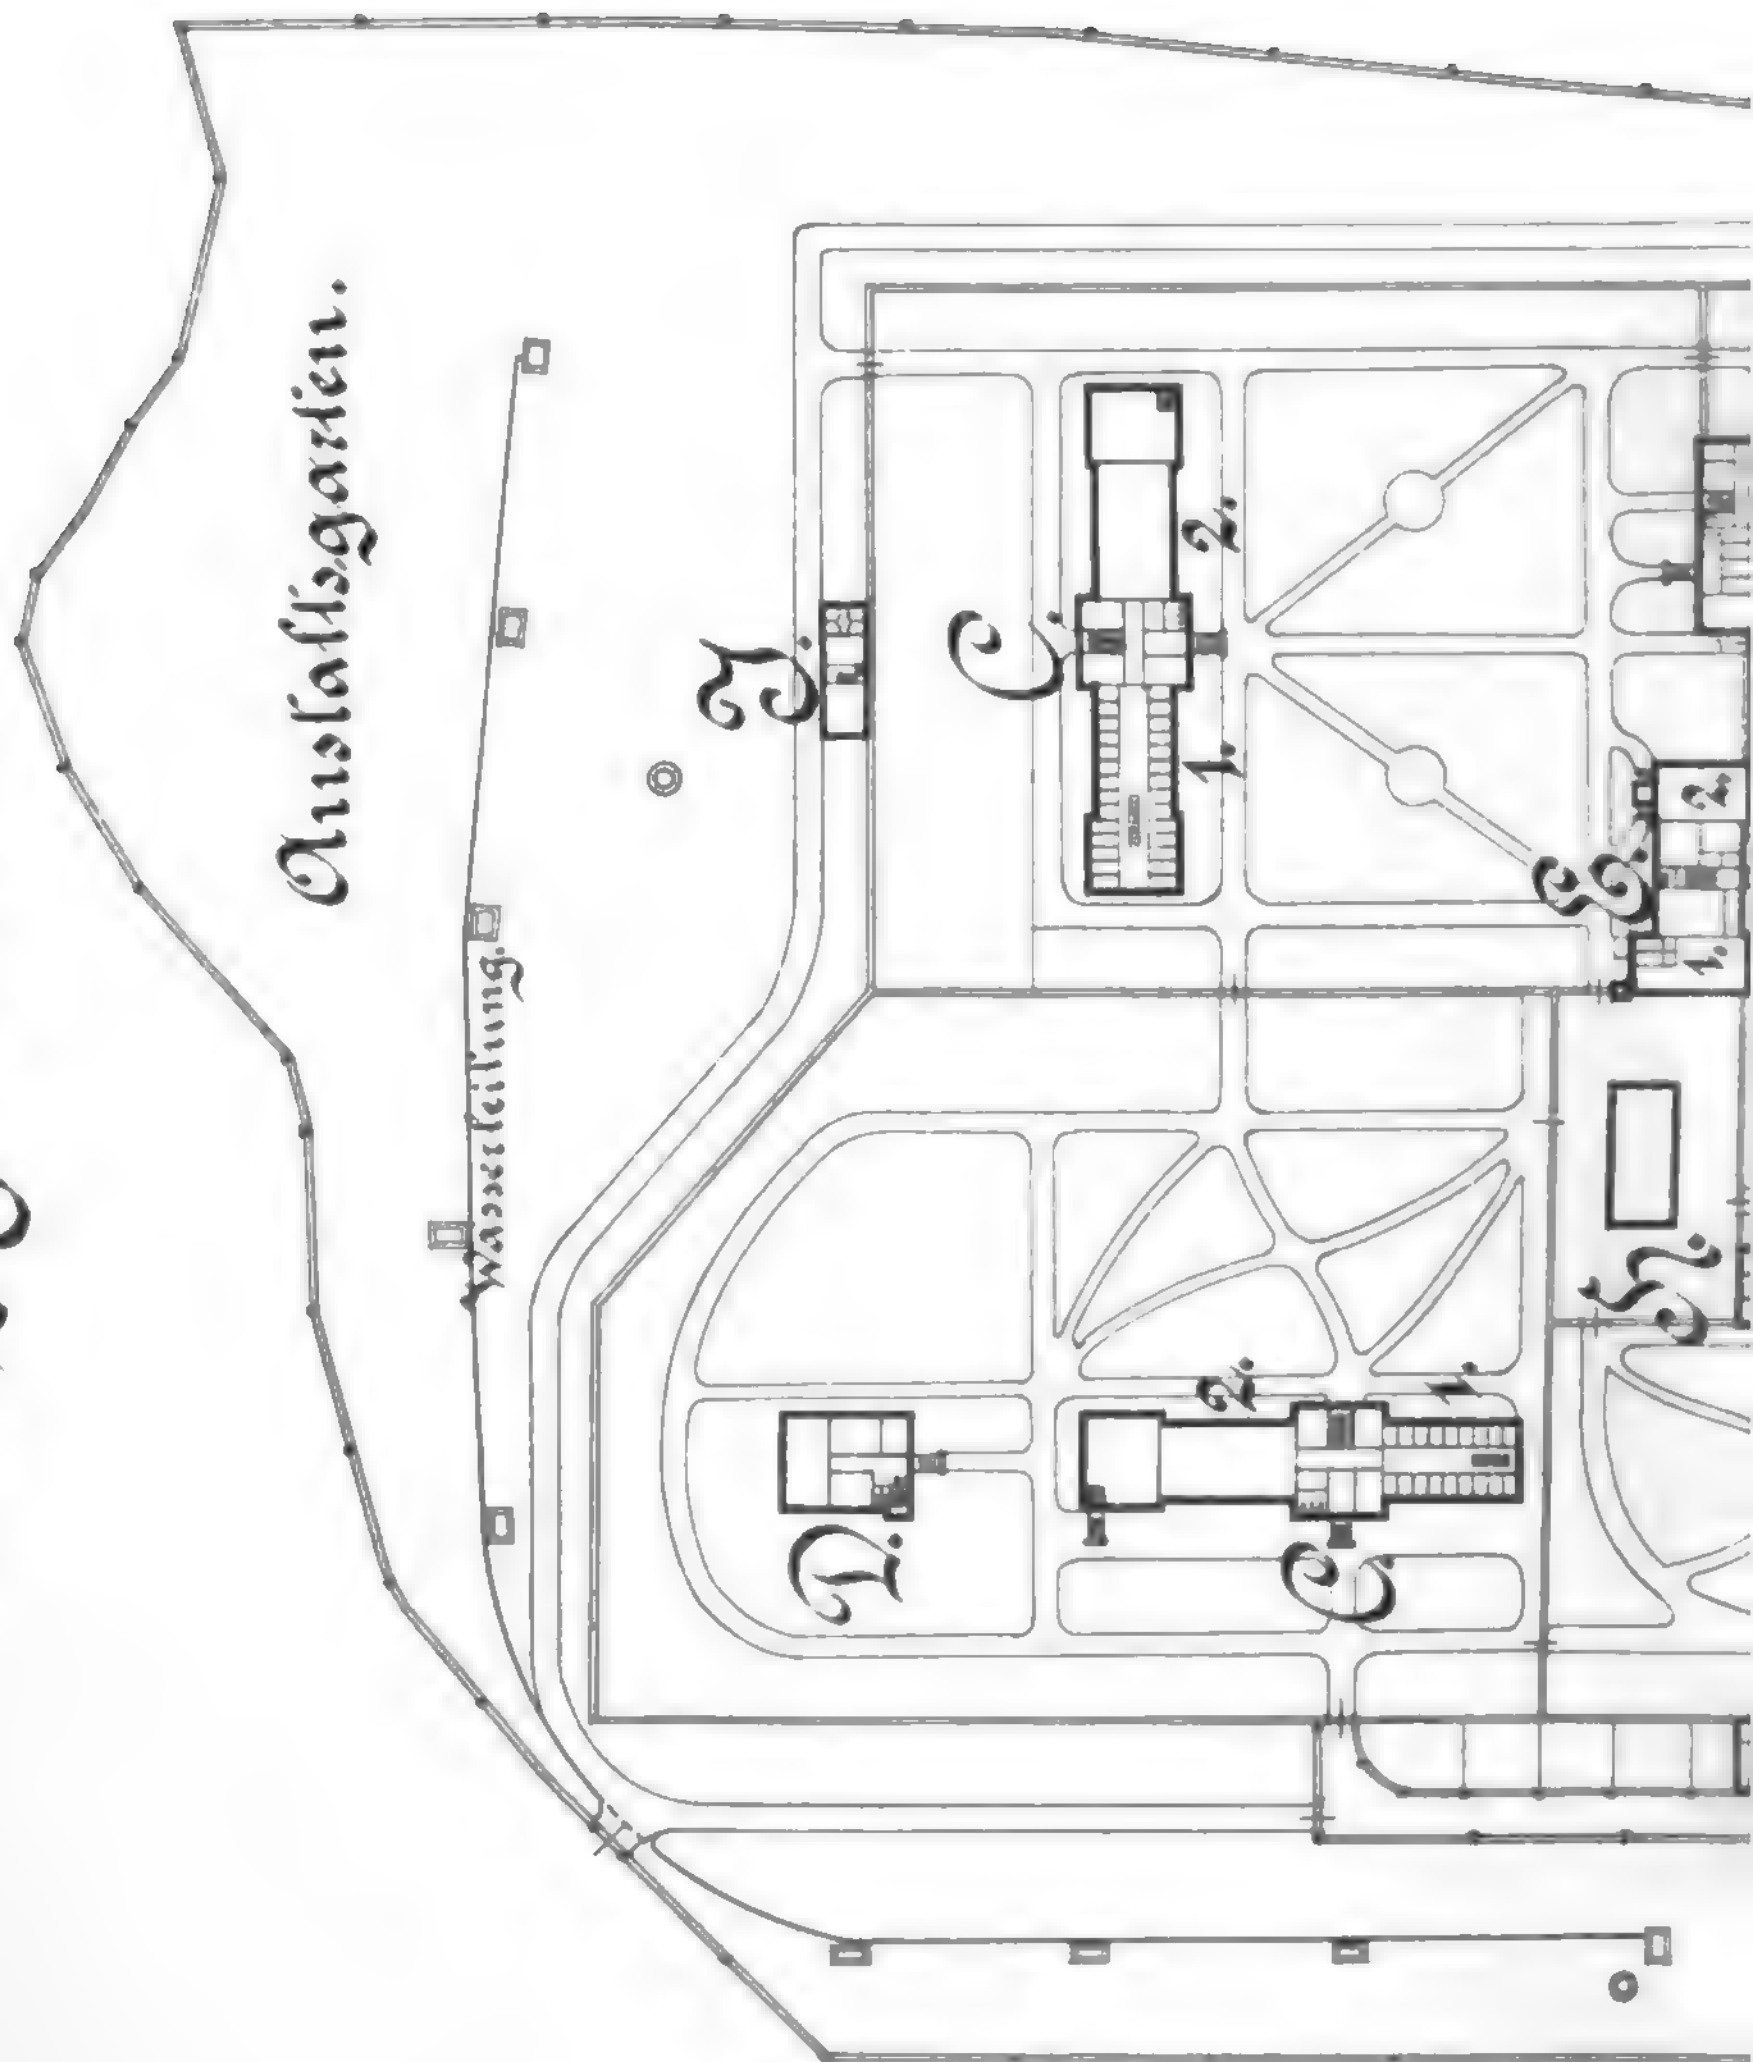 Anstaltsgarten.
Wasserleitung.
J.
C.
1.
2.
E.
1.
2.
D.
C.
2.
1.
H.